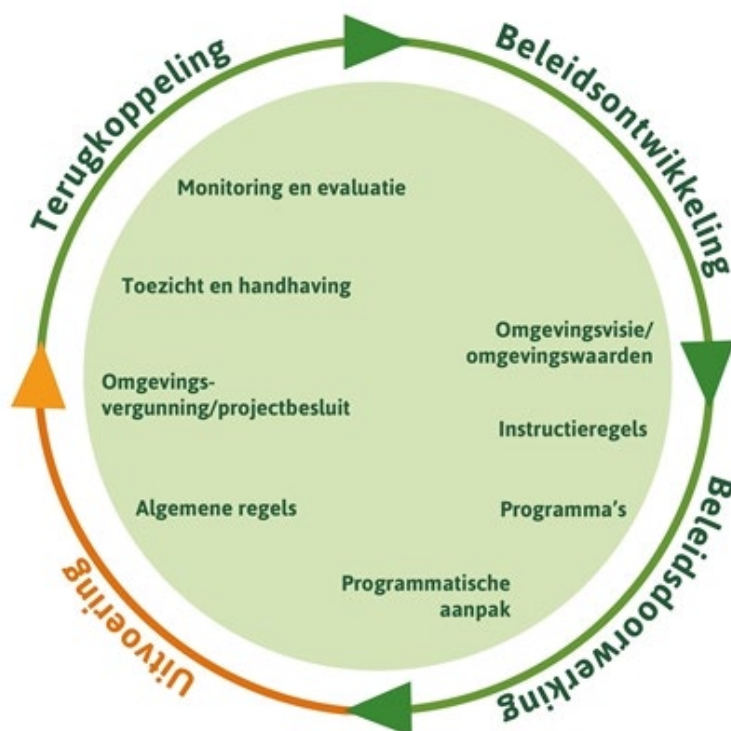 Terugkoppeling
Beleidsontwikkeling
Monitoring en evaluatie
Toezicht en handhaving
Omgevingsvisie/
omgevingswaarden
Omgevings-
vergunning/projectbesluit
Instructieregels
Algemene regels
Programma's
Programmatische
aanpak
Uitvoering
Beleidsdoorwerking